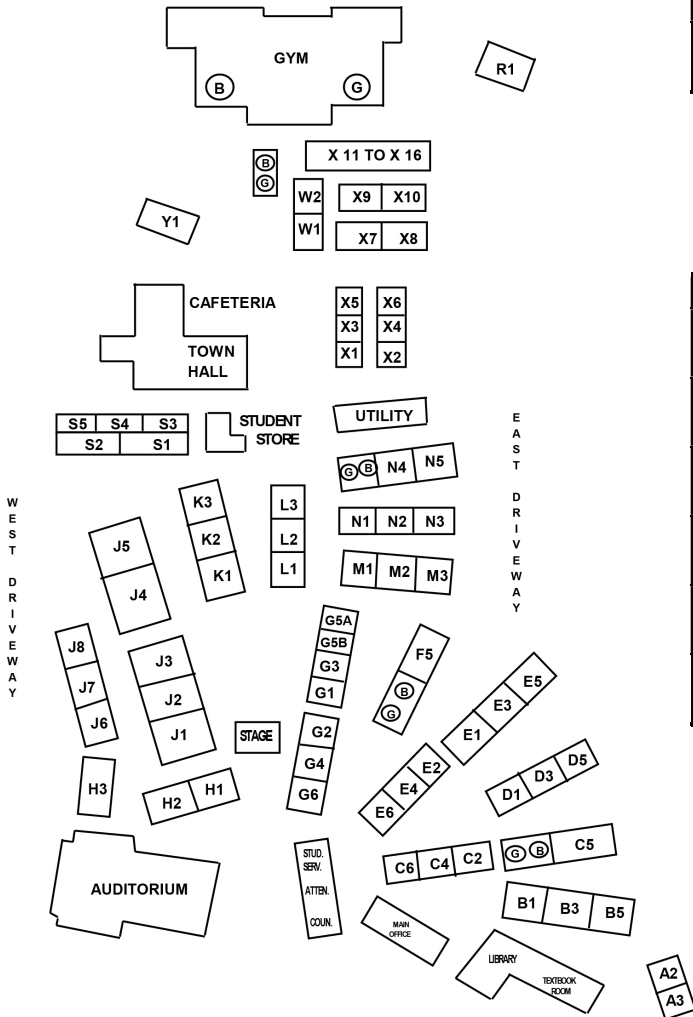 GYM
B
G
R1
X 11 TO X 16
B
G
W2
X9
X10
W1
X7
X8
Y1
CAFETERIA
TOWN
HALL
X5
X6
X3
X4
X1
X2
S5
S4
S3
S2
S1
STUDENT
STORE
UTILITY
EAST DRIVEWAY
G
B
N4
N5
N1
N2
N3
M1
M2
M3
K3
K2
K1
L3
L2
L1
WEST DRIVEWAY
J5
J4
J8
J7
J6
J3
J2
J1
G5A
G5B
G3
G1
F5
B
G
E5
E3
E1
STAGE
G2
G4
G6
E2
E4
E6
D5
D3
D1
H3
H2
H1
AUDITORIUM
STUD.
SERV.
ATTEN.
COUN.
C6
C4
C2
G
B
C5
B1
B3
B5
MAIN
OFFICE
LIBRARY
TEXTBOOK
ROOM
A2
A3